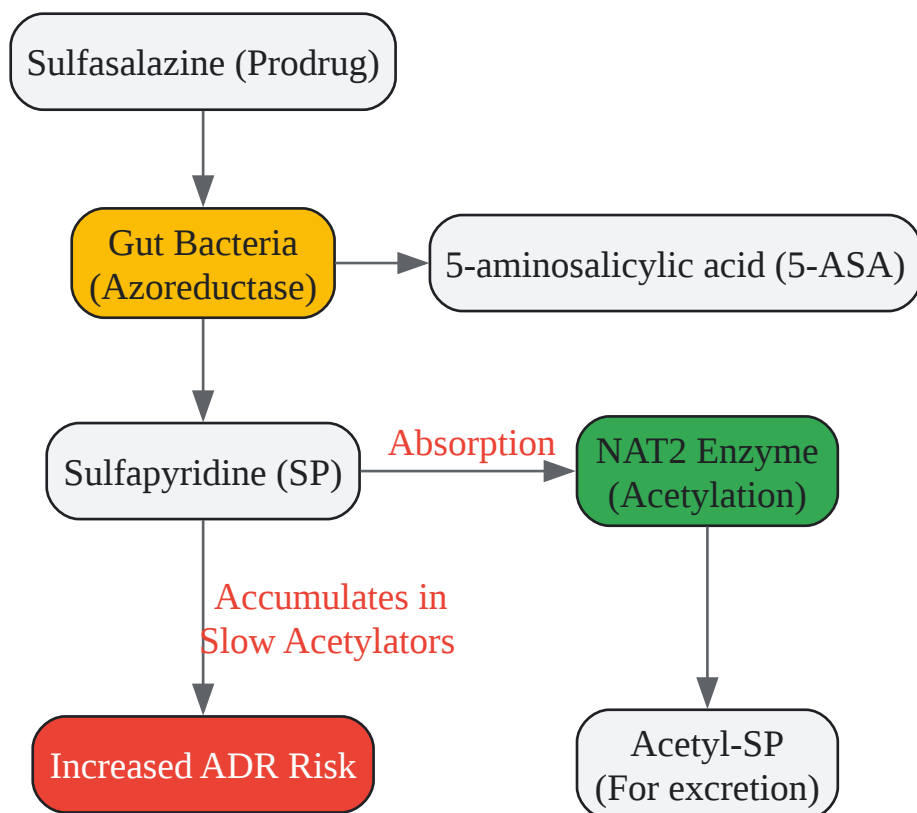 Sulfasalazine (Prodrug)
Gut Bacteria
(Azoreductase)
5-aminosalicylic acid (5-ASA)
Sulfapyridine (SP)
Absorption
NAT2 Enzyme
(Acetylation)
Accumulates in
Slow Acetylators
Increased ADR Risk
Acetyl-SP
(For excretion)